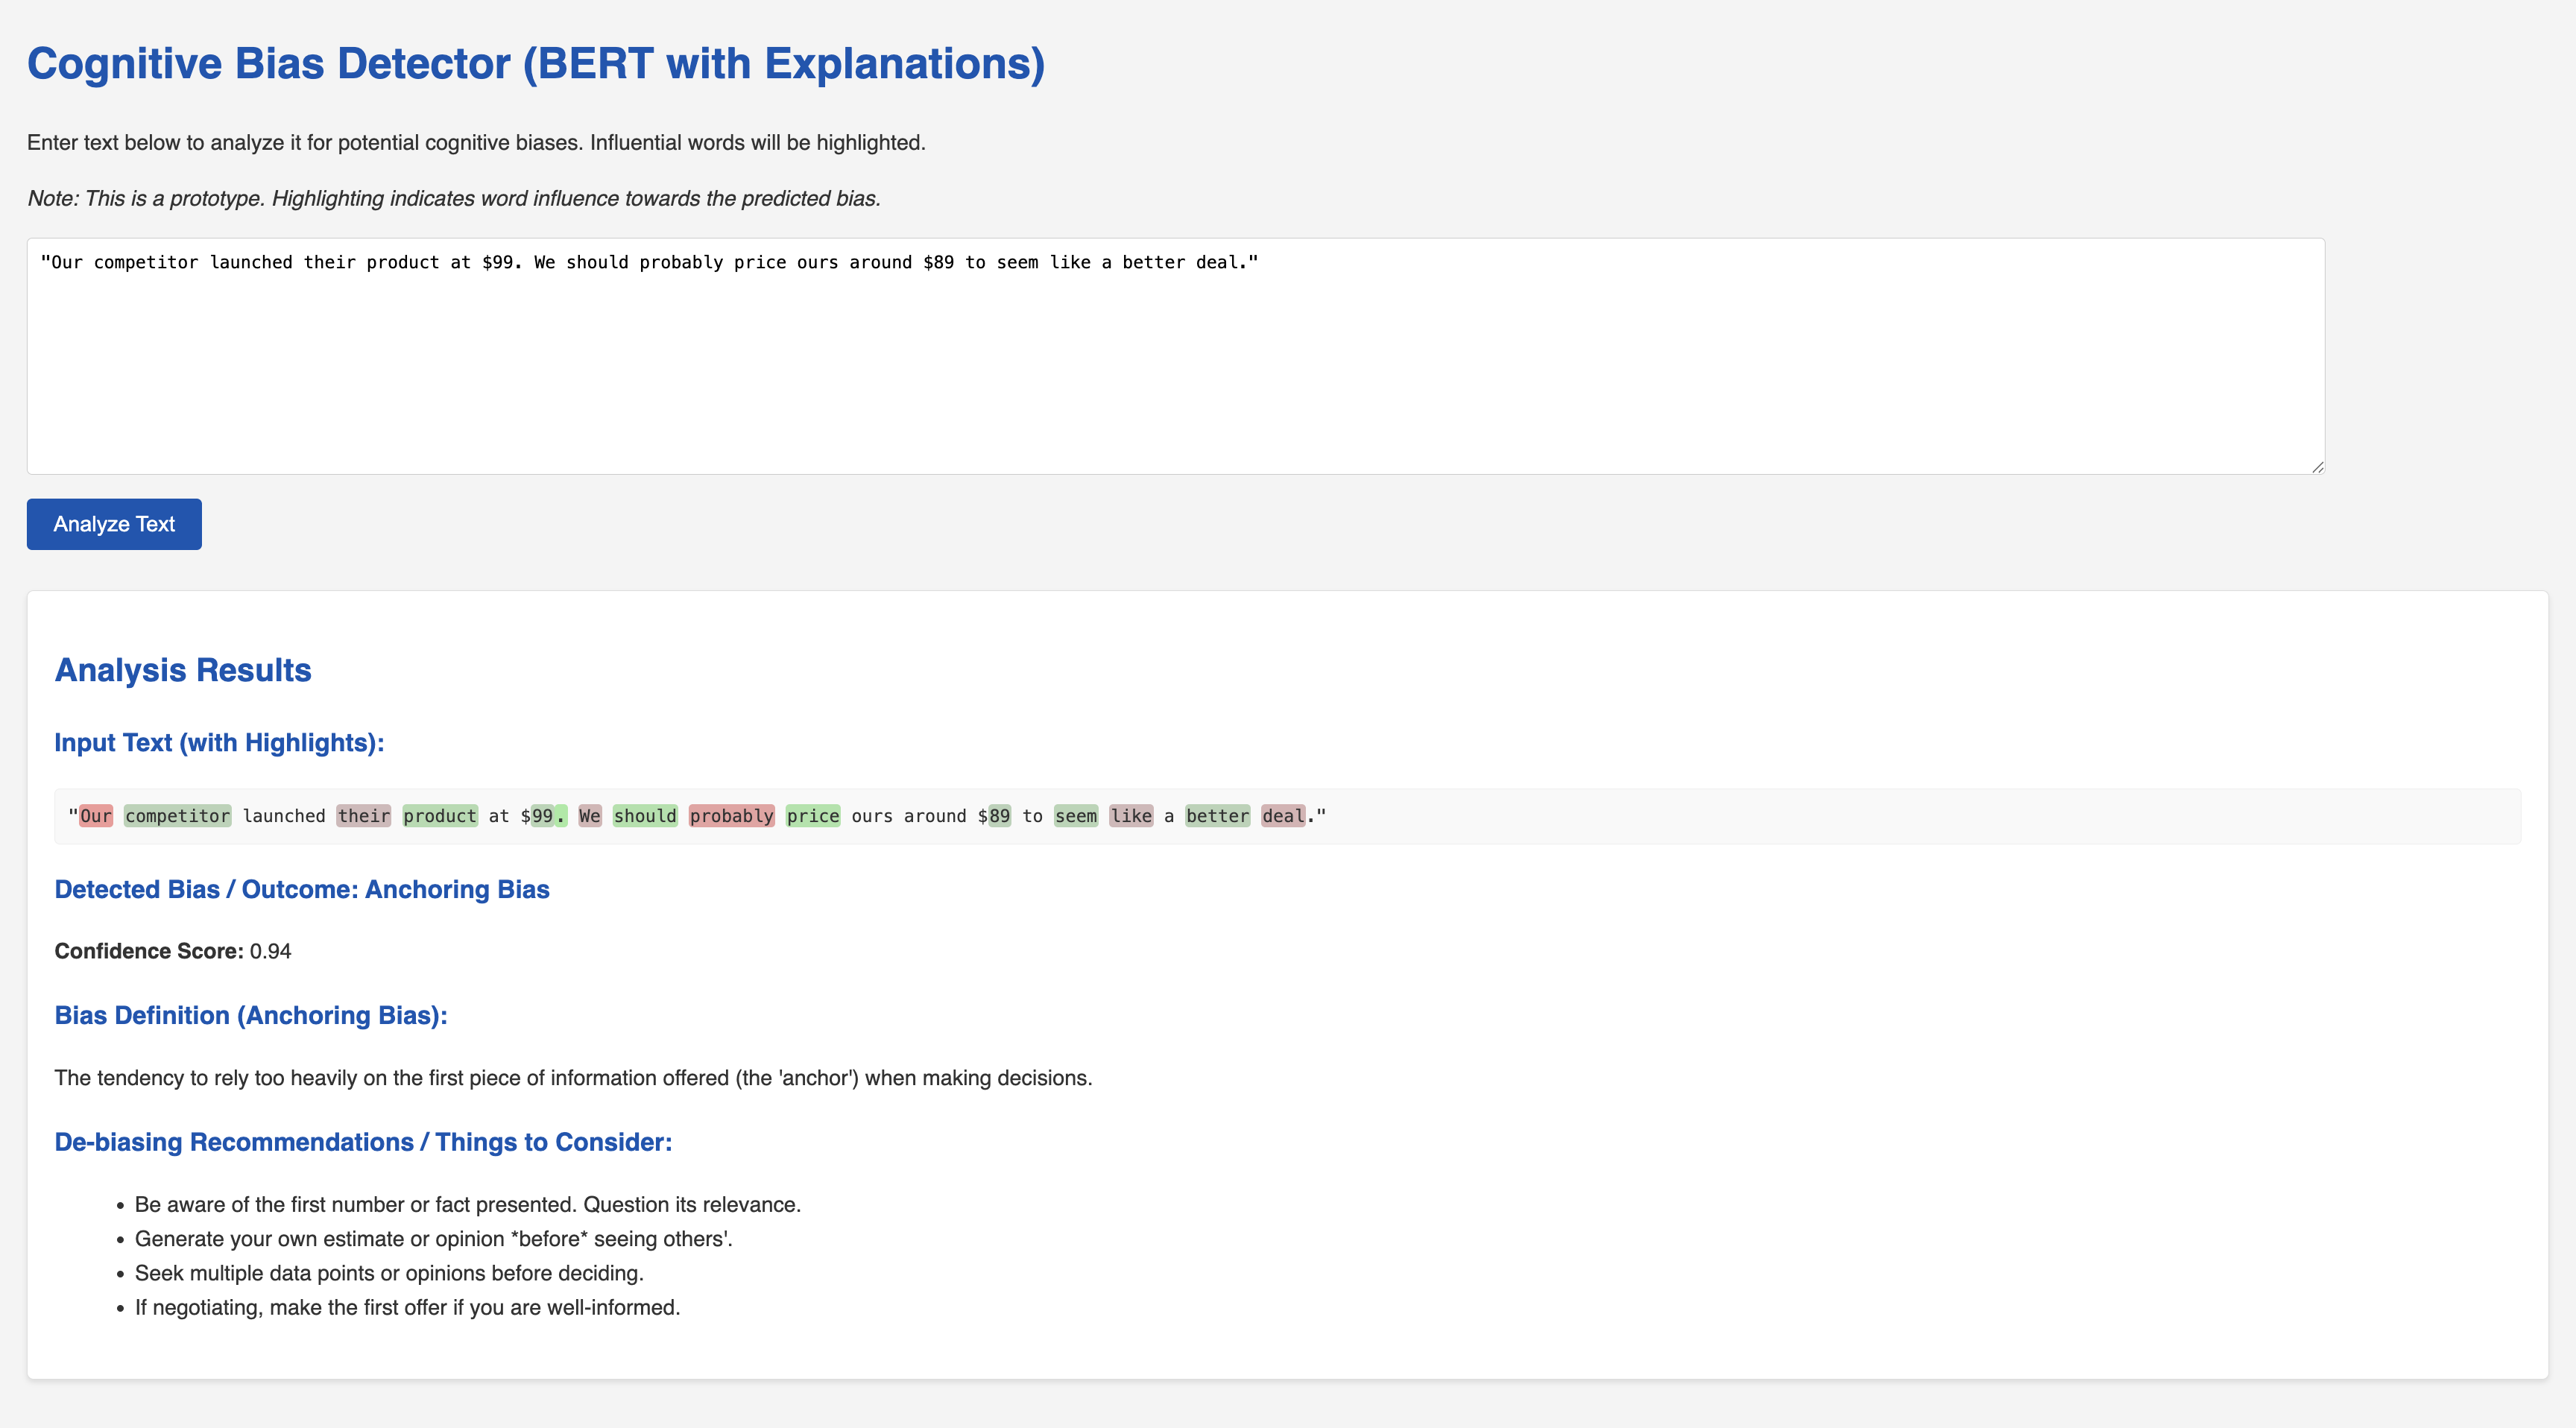 Cognitive Bias Detector (BERT with Explanations)
Enter text below to analyze it for potential cognitive biases. Influential words will be highlighted.
Note: This is a prototype. Highlighting indicates word influence towards the predicted bias.
"Our competitor launched their product at $99. We should probably price ours around $89 to seem like a better deal."
Analyze Text
Analysis Results
Input Text (with Highlights):
"Our competitor launched their product at $99. We should probably price ours around $89 to seem like a better deal."
Detected Bias / Outcome: Anchoring Bias
Confidence Score: 0.94
Bias Definition (Anchoring Bias):
The tendency to rely too heavily on the first piece of information offered (the 'anchor') when making decisions.
De-biasing Recommendations / Things to Consider:
• Be aware of the first number or fact presented. Question its relevance.
• Generate your own estimate or opinion *before* seeing others'.
• Seek multiple data points or opinions before deciding.
• If negotiating, make the first offer if you are well-informed.